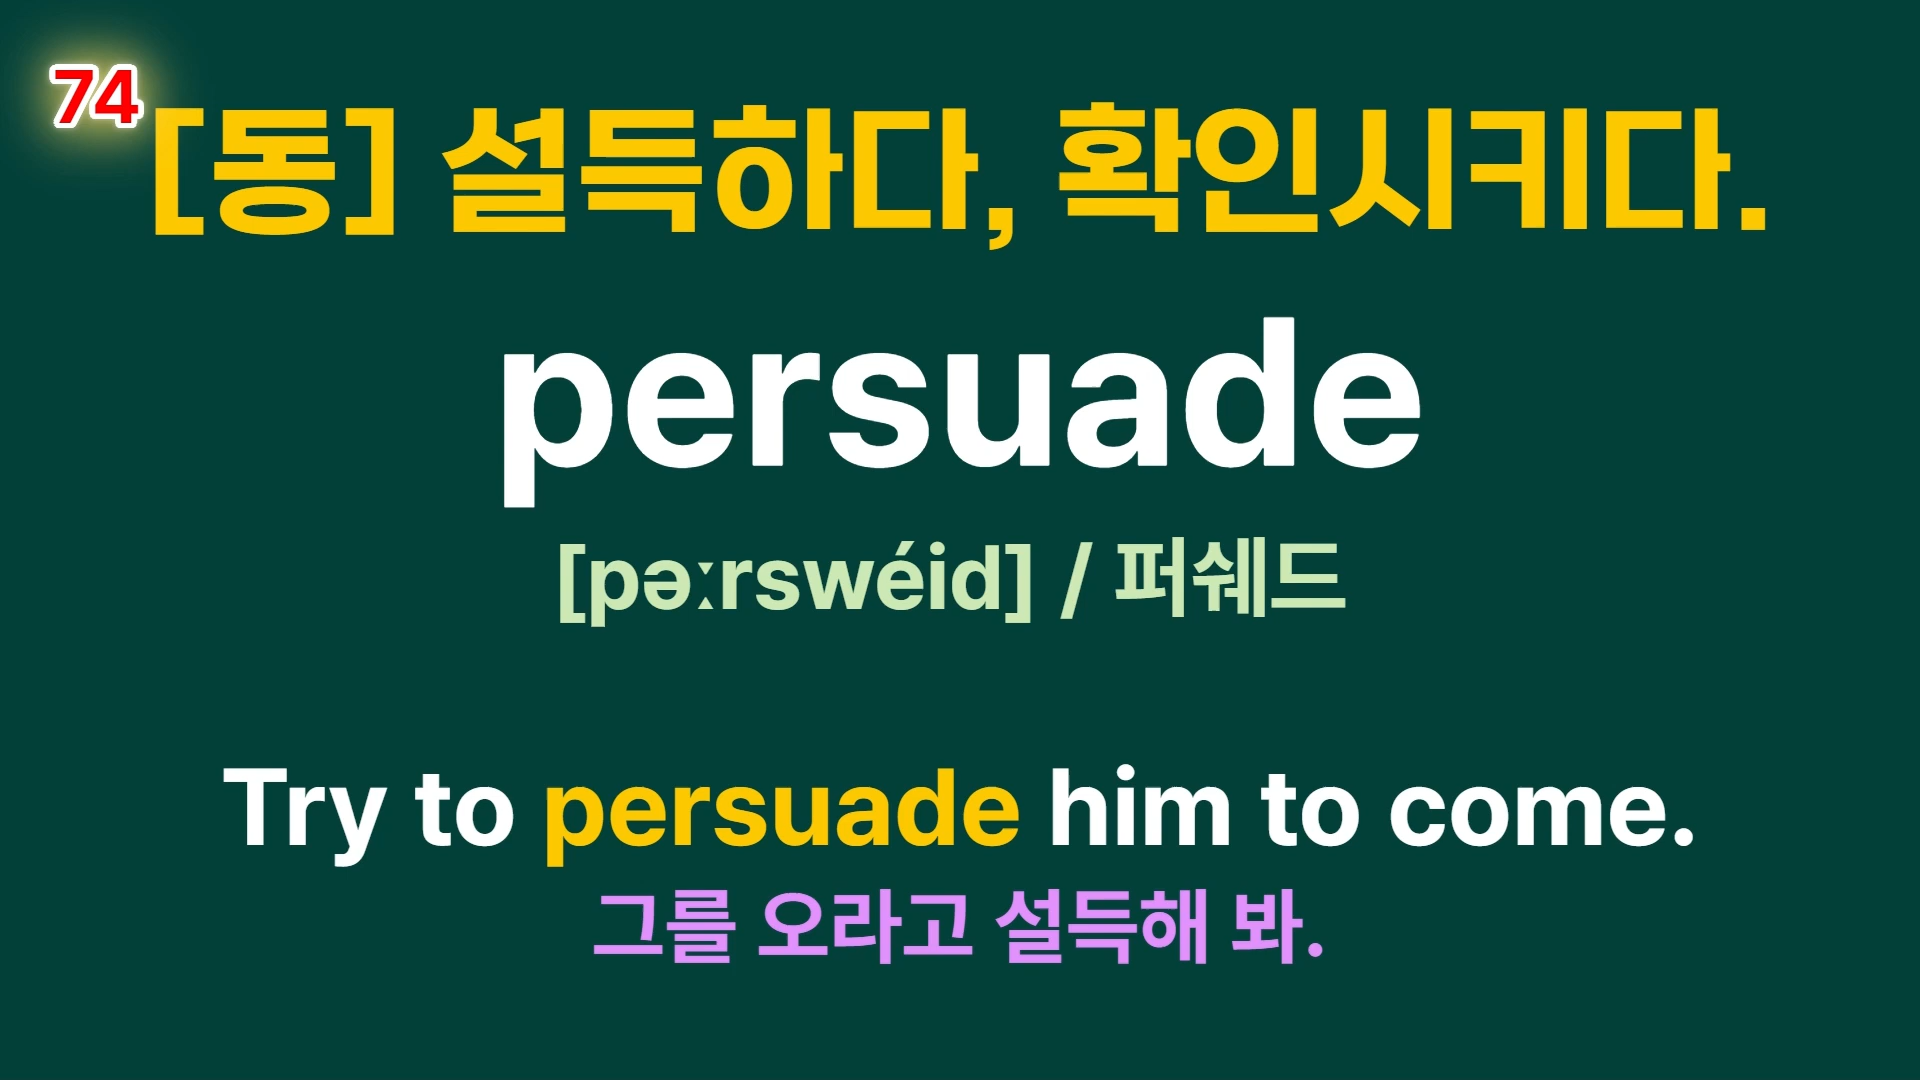 74
[동] 설득하다, 확인시키다.
persuade
[pəːrswéid] / 퍼쉐드
Try to persuade him to come.
그를 오라고 설득해 봐.